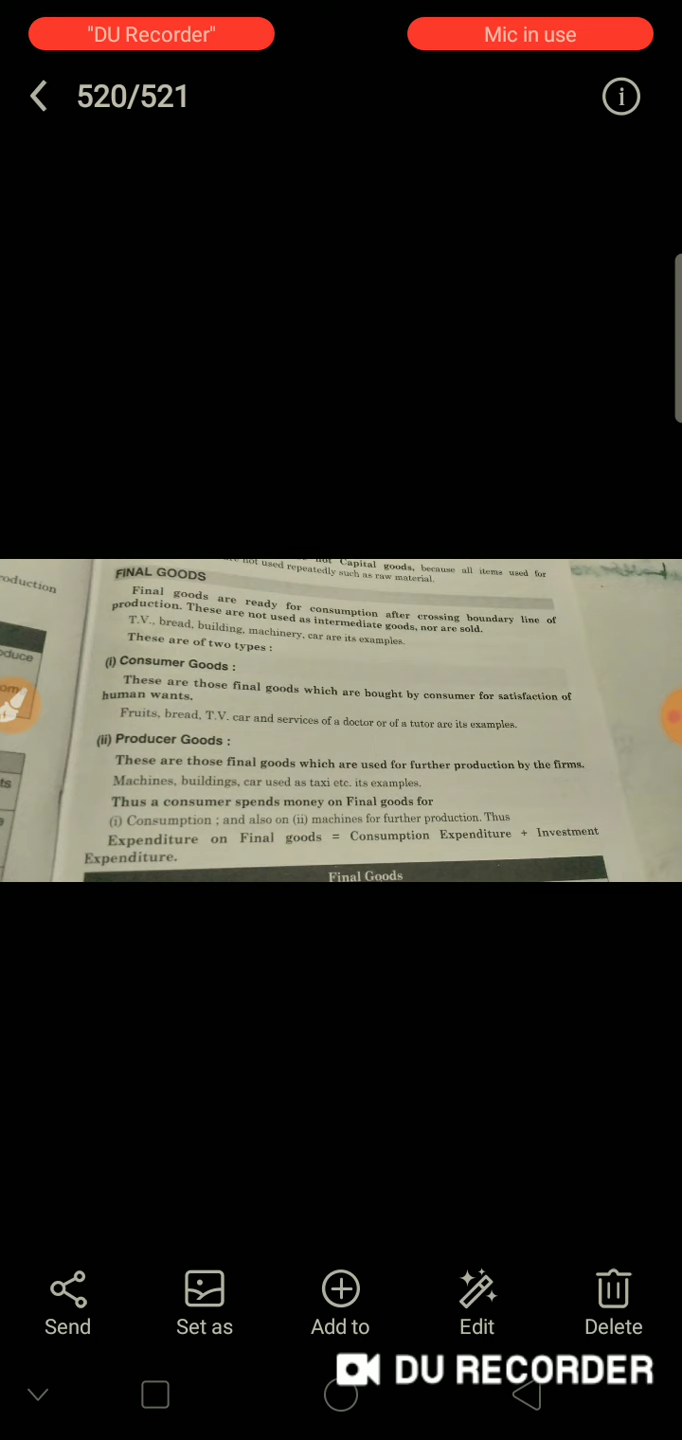 "DU Recorder"
Mic in use
520/521
not Capital goods, because all items used for
not used repeatedly such as raw material.
FINAL GOODS
Final goods are ready for consumption after crossing boundary line of
production. These are not used as intermediate goods, nor are sold.
T.V., bread, building, machinery, car are its examples.
These are of two types :
(i) Consumer Goods :
These are those final goods which are bought by consumer for satisfaction of
human wants.
Fruits, bread, T.V. car and services of a doctor or of a tutor are its examples.
(ii) Producer Goods :
These are those final goods which are used for further production by the firms.
Machines, buildings, car used as taxi etc. its examples.
Thus a consumer spends money on Final goods for
(i) Consumption ; and also on (ii) machines for further production. Thus
Expenditure on Final goods = Consumption Expenditure + Investment
Expenditure.
Final Goods
Send
Set as
Add to
Edit
Delete
DU RECORDER